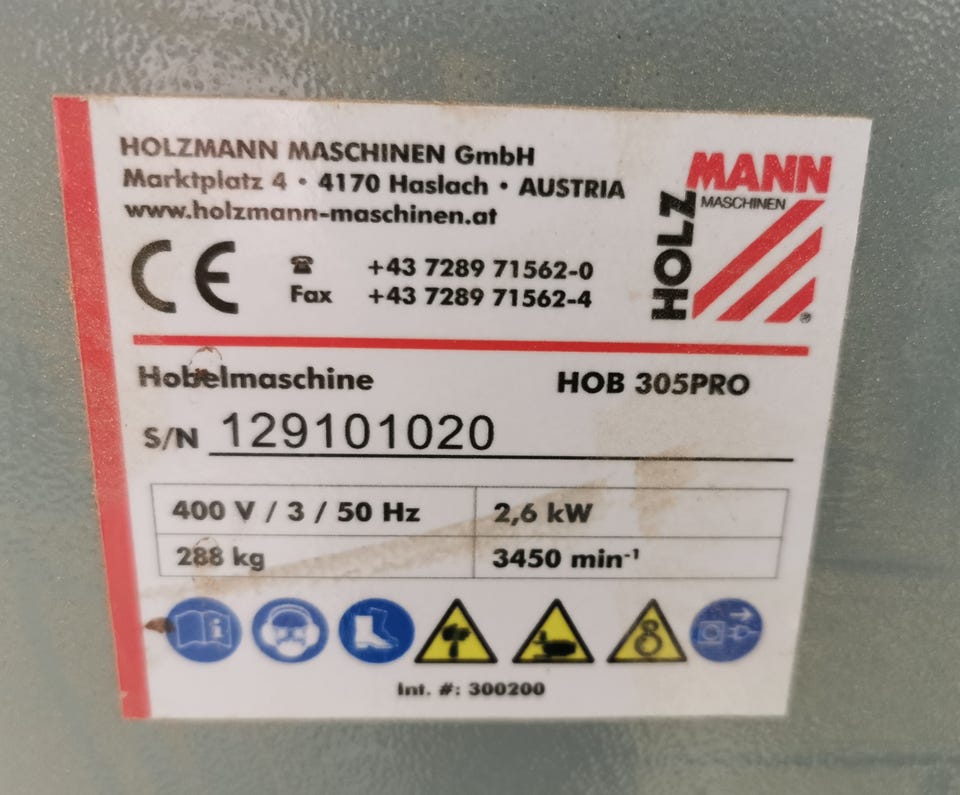 HOLZMANN MASCHINEN GmbH
Marktplatz 4 • 4170 Haslach • AUSTRIA
www.holzmann-maschinen.at
HOLZ
MANN
MASCHINEN
®
CE
☎ +43 7289 71562-0
Fax +43 7289 71562-4
Hobelmaschine HOB 305PRO
S/N 129101020
400 V / 3 / 50 Hz 2,6 kW
288 kg 3450 min⁻¹
i
Int. #: 300200